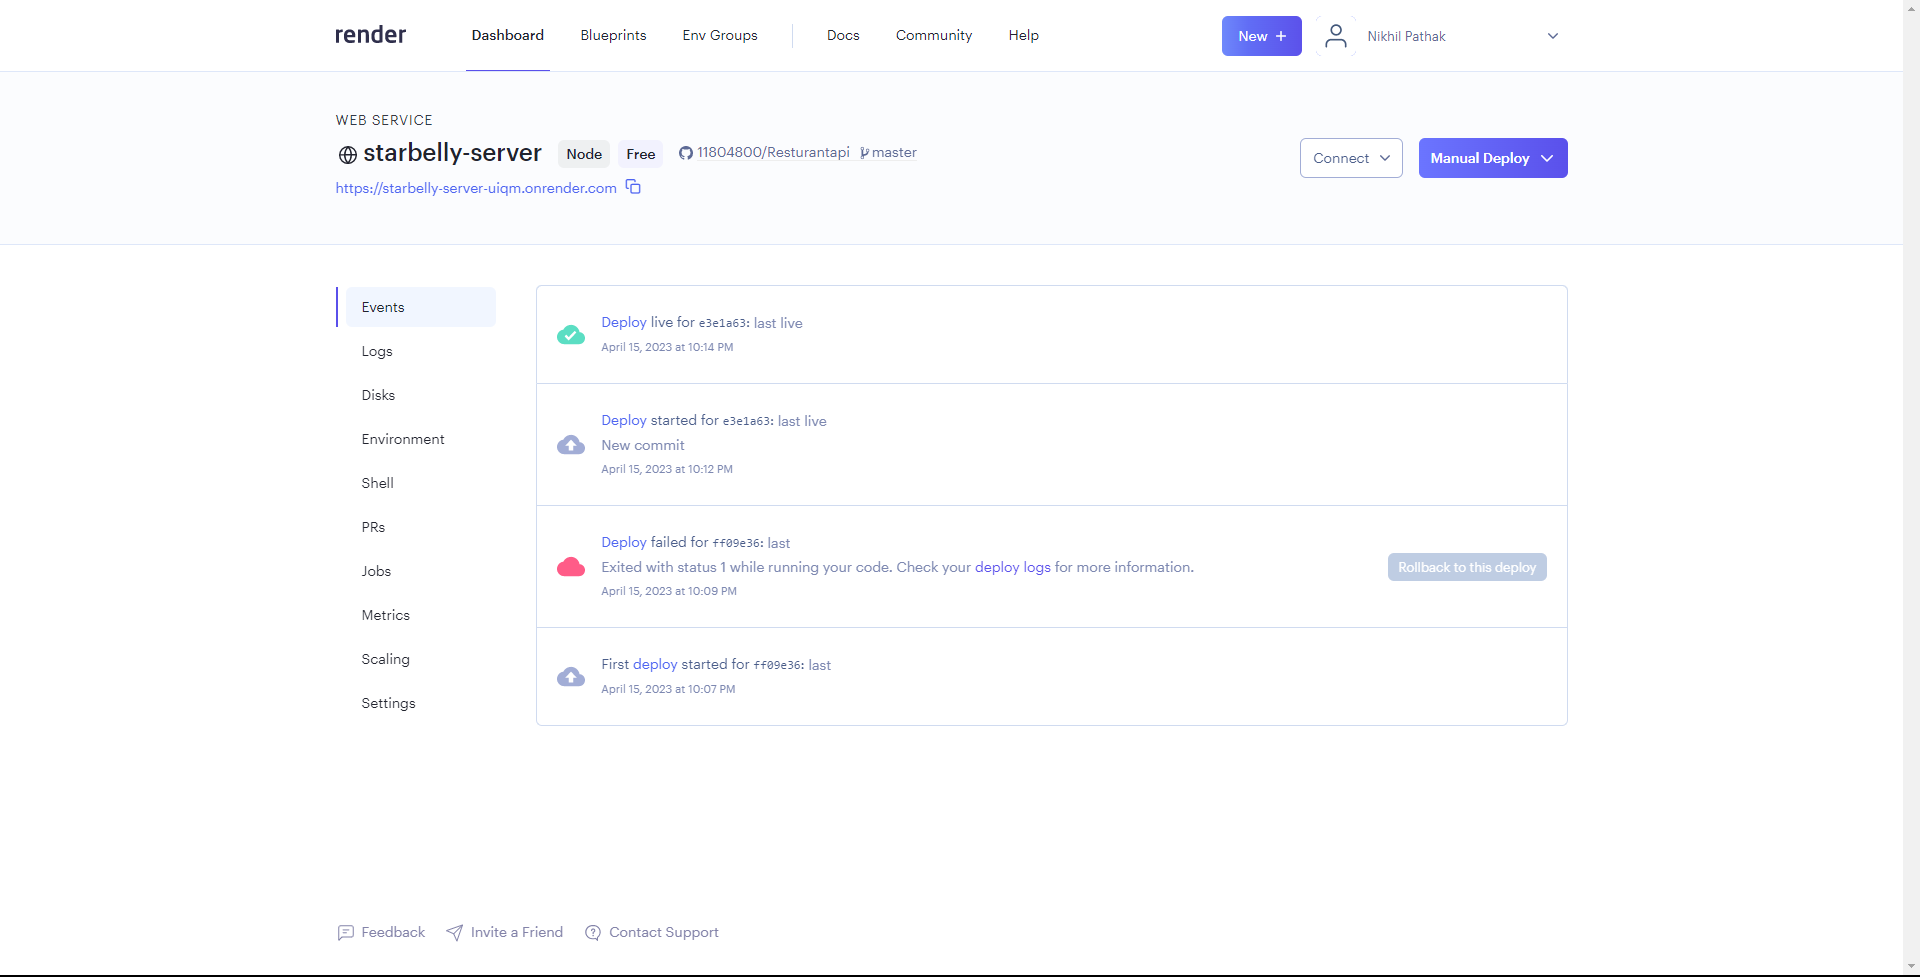 render
Dashboard
Blueprints
Env Groups
Docs
Community
Help
New +
Nikhil Pathak
WEB SERVICE
starbelly-server
Node
Free
11804800/Resturantapi
master
https://starbelly-server-uiqm.onrender.com
Connect
Manual Deploy
Events
Logs
Disks
Environment
Shell
PRs
Jobs
Metrics
Scaling
Settings
Deploy live for e3e1a63: last live
April 15, 2023 at 10:14 PM
Deploy started for e3e1a63: last live
New commit
April 15, 2023 at 10:12 PM
Deploy failed for ff09e36: last
Exited with status 1 while running your code. Check your deploy logs for more information.
April 15, 2023 at 10:09 PM
Rollback to this deploy
First deploy started for ff09e36: last
April 15, 2023 at 10:07 PM
Feedback
Invite a Friend
Contact Support